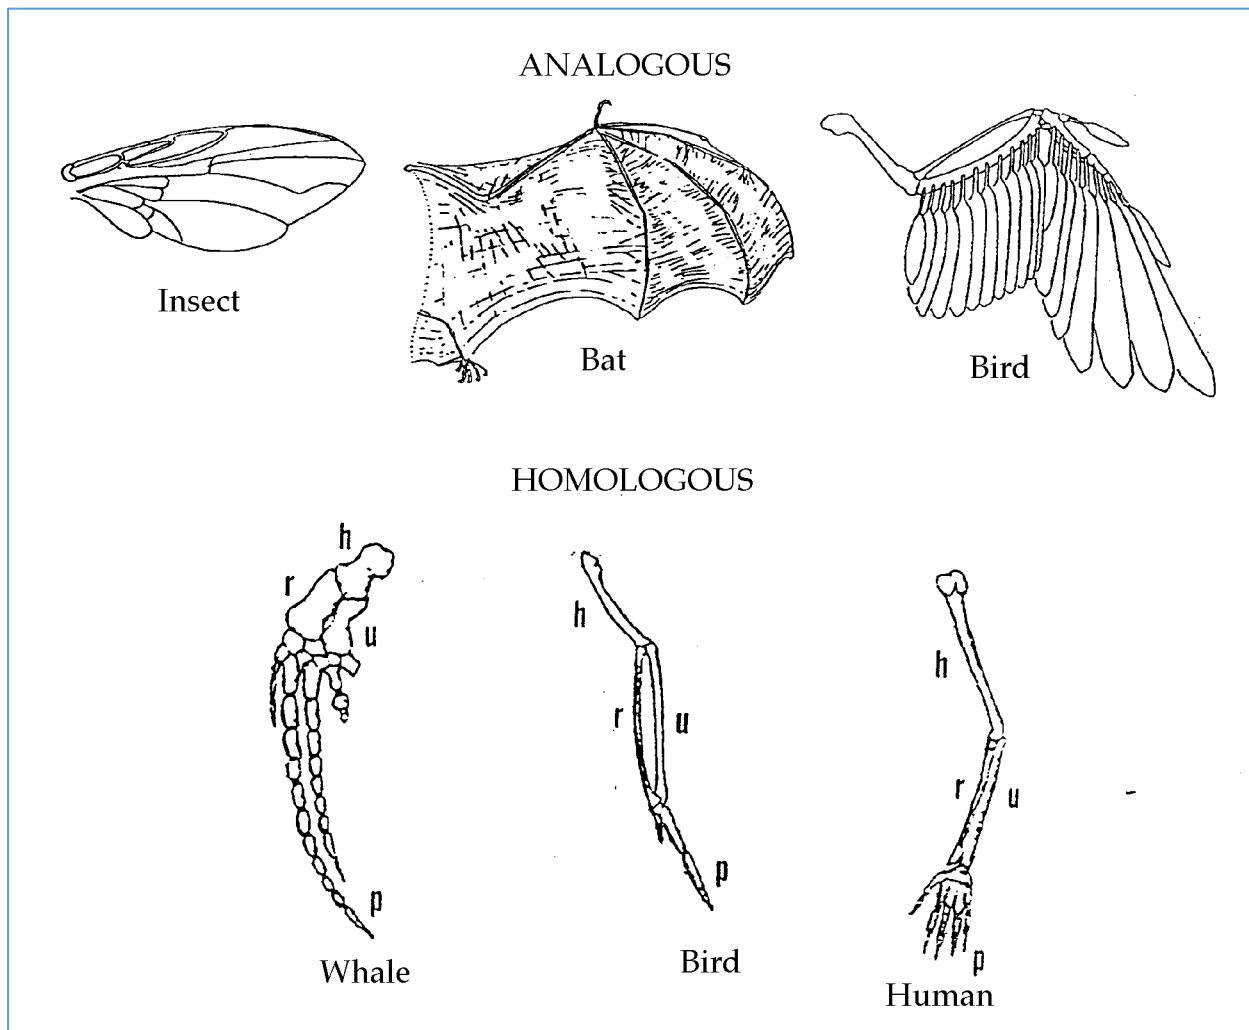 ANALOGOUS
Insect
Bat
Bird
HOMOLOGOUS
h
r
u
p
Whale
h
r
u
p
Bird
h
r
u
p
Human